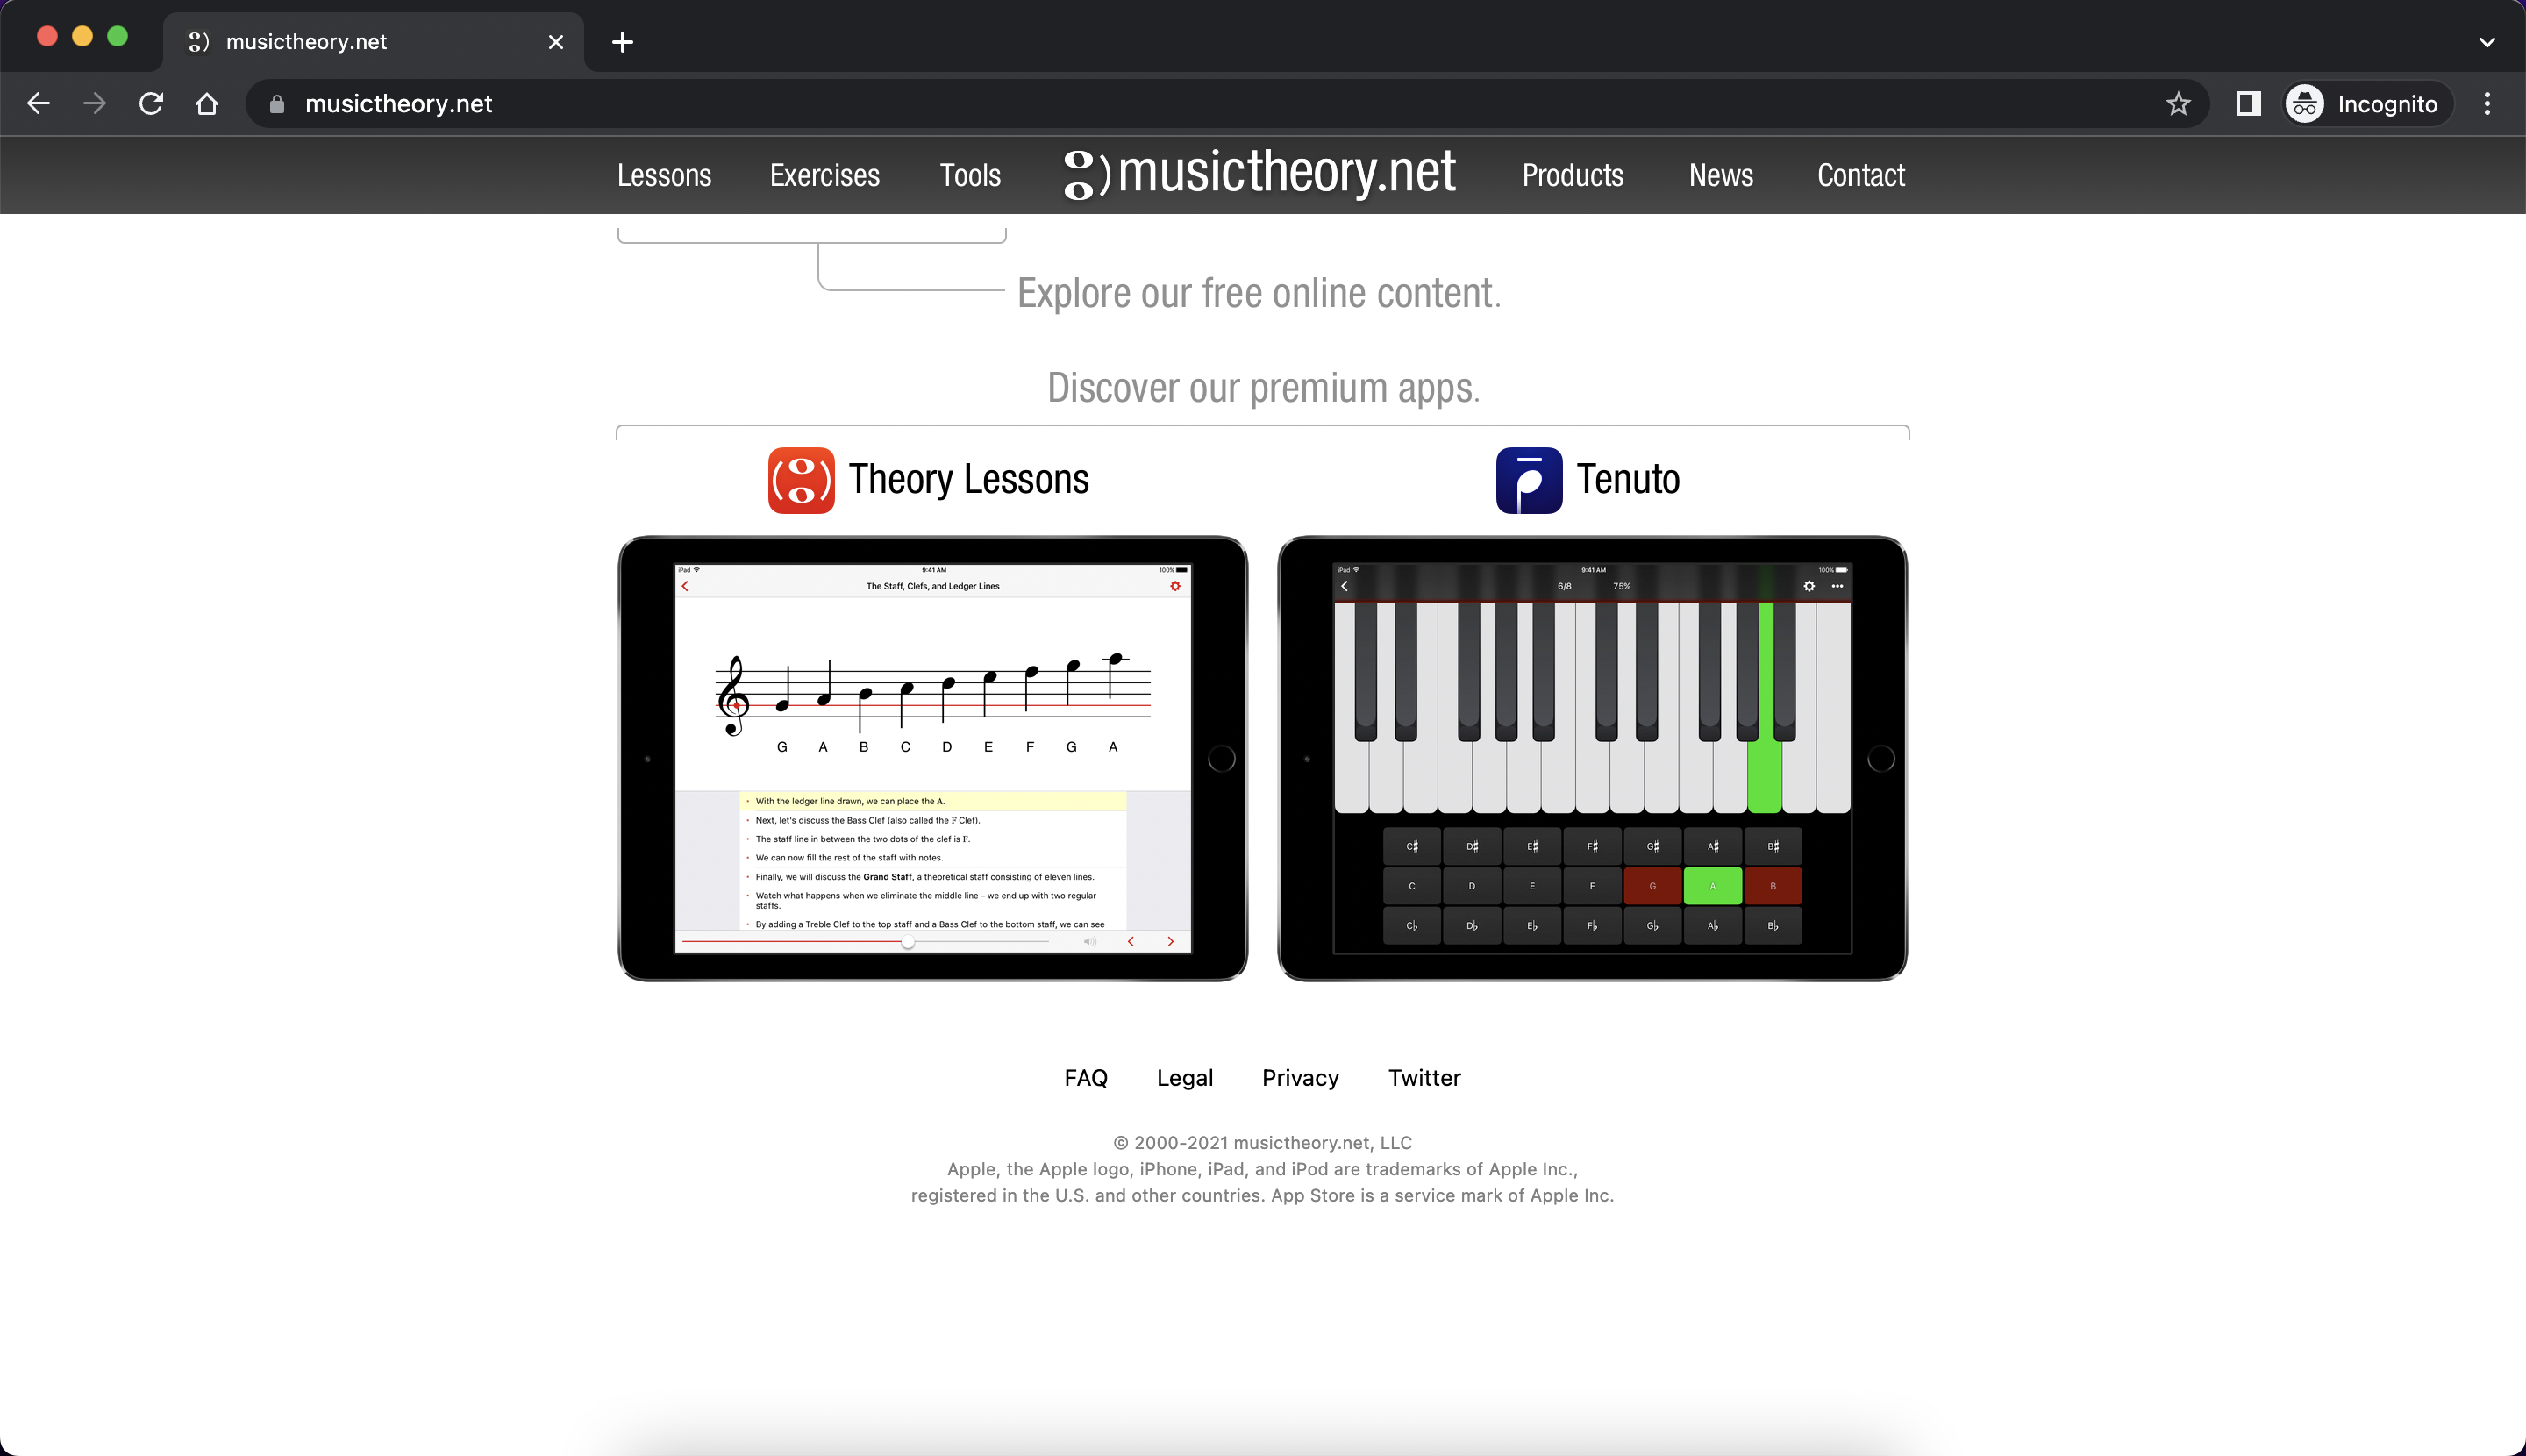 musictheory.net
musictheory.net
Incognito
Lessons Exercises Tools musictheory.net Products News Contact
Explore our free online content.
Discover our premium apps.
Theory Lessons
Tenuto
iPad 9:41 AM 100%
The Staff, Clefs, and Ledger Lines
G A B C D E F G A
• With the ledger line drawn, we can place the A.
• Next, let's discuss the Bass Clef (also called the F Clef).
• The staff line in between the two dots of the clef is F.
• We can now fill the rest of the staff with notes.
• Finally, we will discuss the Grand Staff, a theoretical staff consisting of eleven lines.
• Watch what happens when we eliminate the middle line – we end up with two regular
staffs.
• By adding a Treble Clef to the top staff and a Bass Clef to the bottom staff, we can see
iPad 9:41 AM 100%
6/8 75%
C♯ D♯ E♯ F♯ G♯ A♯ B♯
C D E F G A B
C♭ D♭ E♭ F♭ G♭ A♭ B♭
FAQ Legal Privacy Twitter
© 2000-2021 musictheory.net, LLC
Apple, the Apple logo, iPhone, iPad, and iPod are trademarks of Apple Inc.,
registered in the U.S. and other countries. App Store is a service mark of Apple Inc.